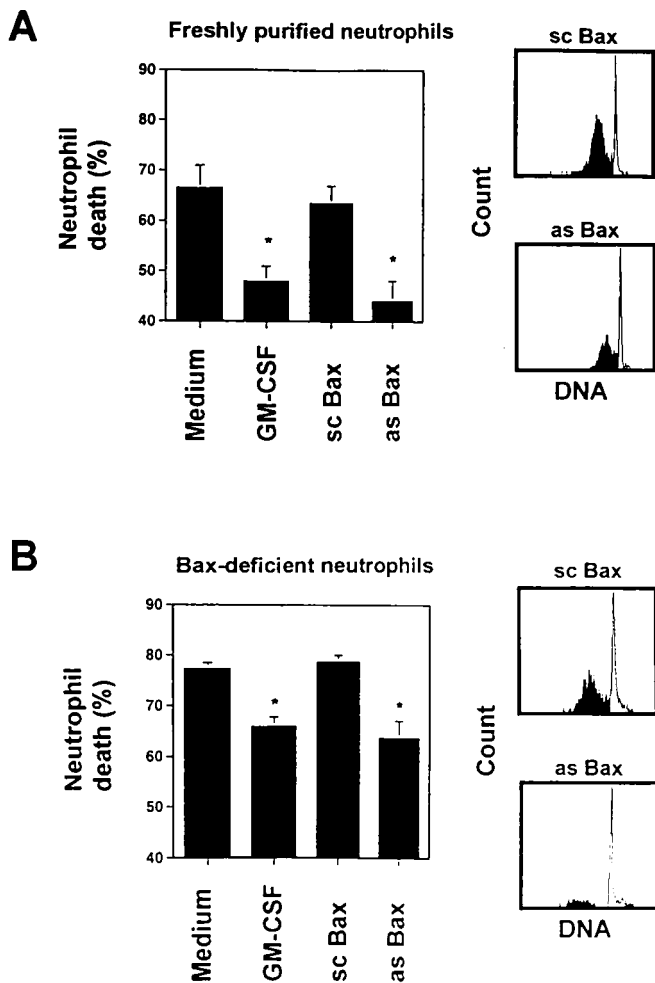 A
Freshly purified neutrophils
Neutrophil
death (%)
90
80
70
60
50
40
*
*
Medium
GM-CSF
sc Bax
as Bax
sc Bax
Count
as Bax
DNA
B
Bax-deficient neutrophils
Neutrophil
death (%)
90
80
70
60
50
40
*
*
Medium
GM-CSF
sc Bax
as Bax
sc Bax
Count
as Bax
DNA